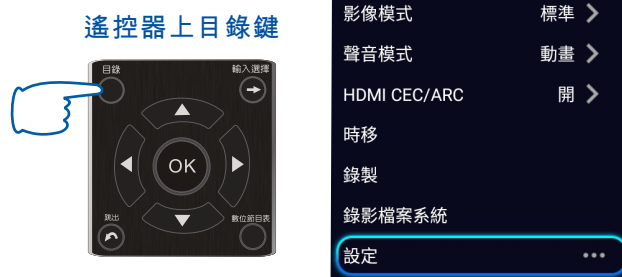 遙控器上目錄鍵
目錄
輸入選擇
OK
跳出
數位節目表
影像模式 標準
聲音模式 動畫
HDMI CEC/ARC 開
時移
錄製
錄影檔案系統
設定